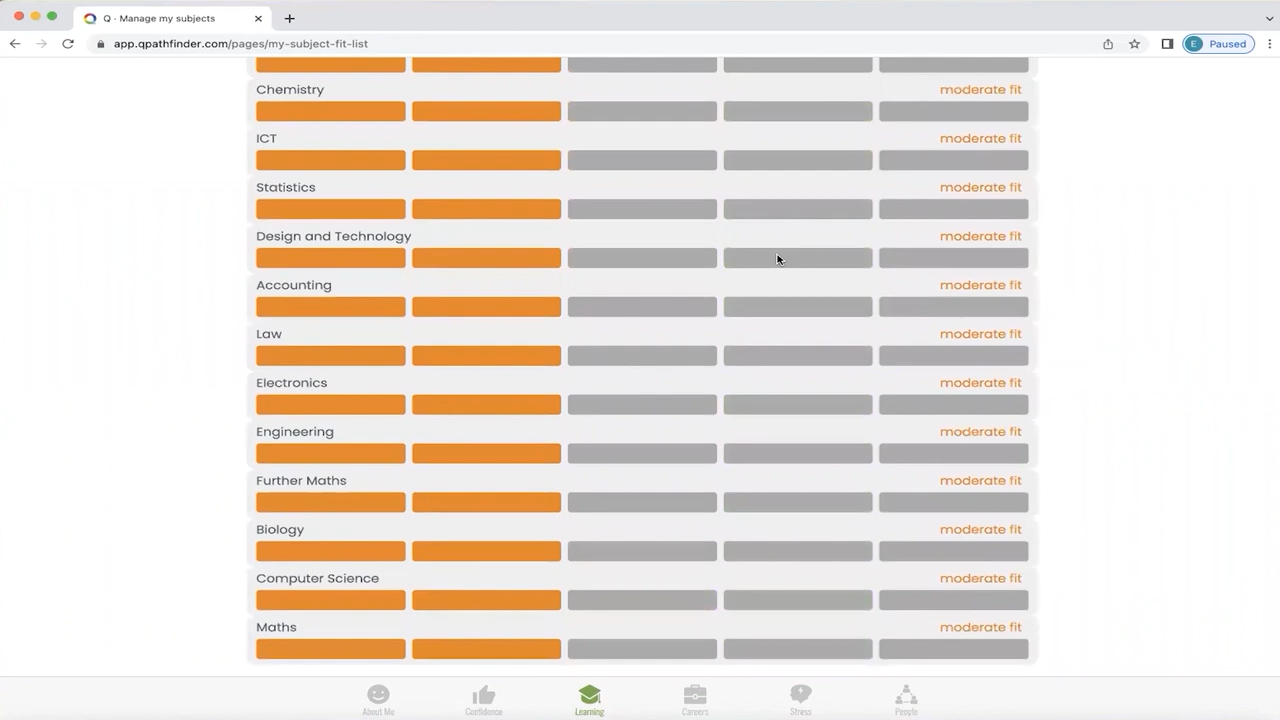 Q - Manage my subjects
app.qpathfinder.com/pages/my-subject-fit-list
E Paused
Chemistry moderate fit
ICT moderate fit
Statistics moderate fit
Design and Technology moderate fit
Accounting moderate fit
Law moderate fit
Electronics moderate fit
Engineering moderate fit
Further Maths moderate fit
Biology moderate fit
Computer Science moderate fit
Maths moderate fit
About Me Confidence Learning Careers Stress People